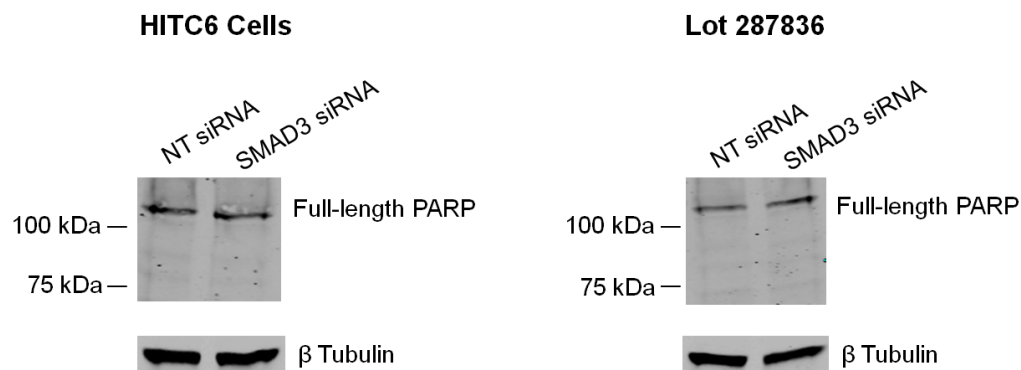 HITC6 Cells
NT siRNA
SMAD3 siRNA
Full-length PARP
100 kDa
75 kDa
β Tubulin
Lot 287836
NT siRNA
SMAD3 siRNA
Full-length PARP
100 kDa
75 kDa
β Tubulin